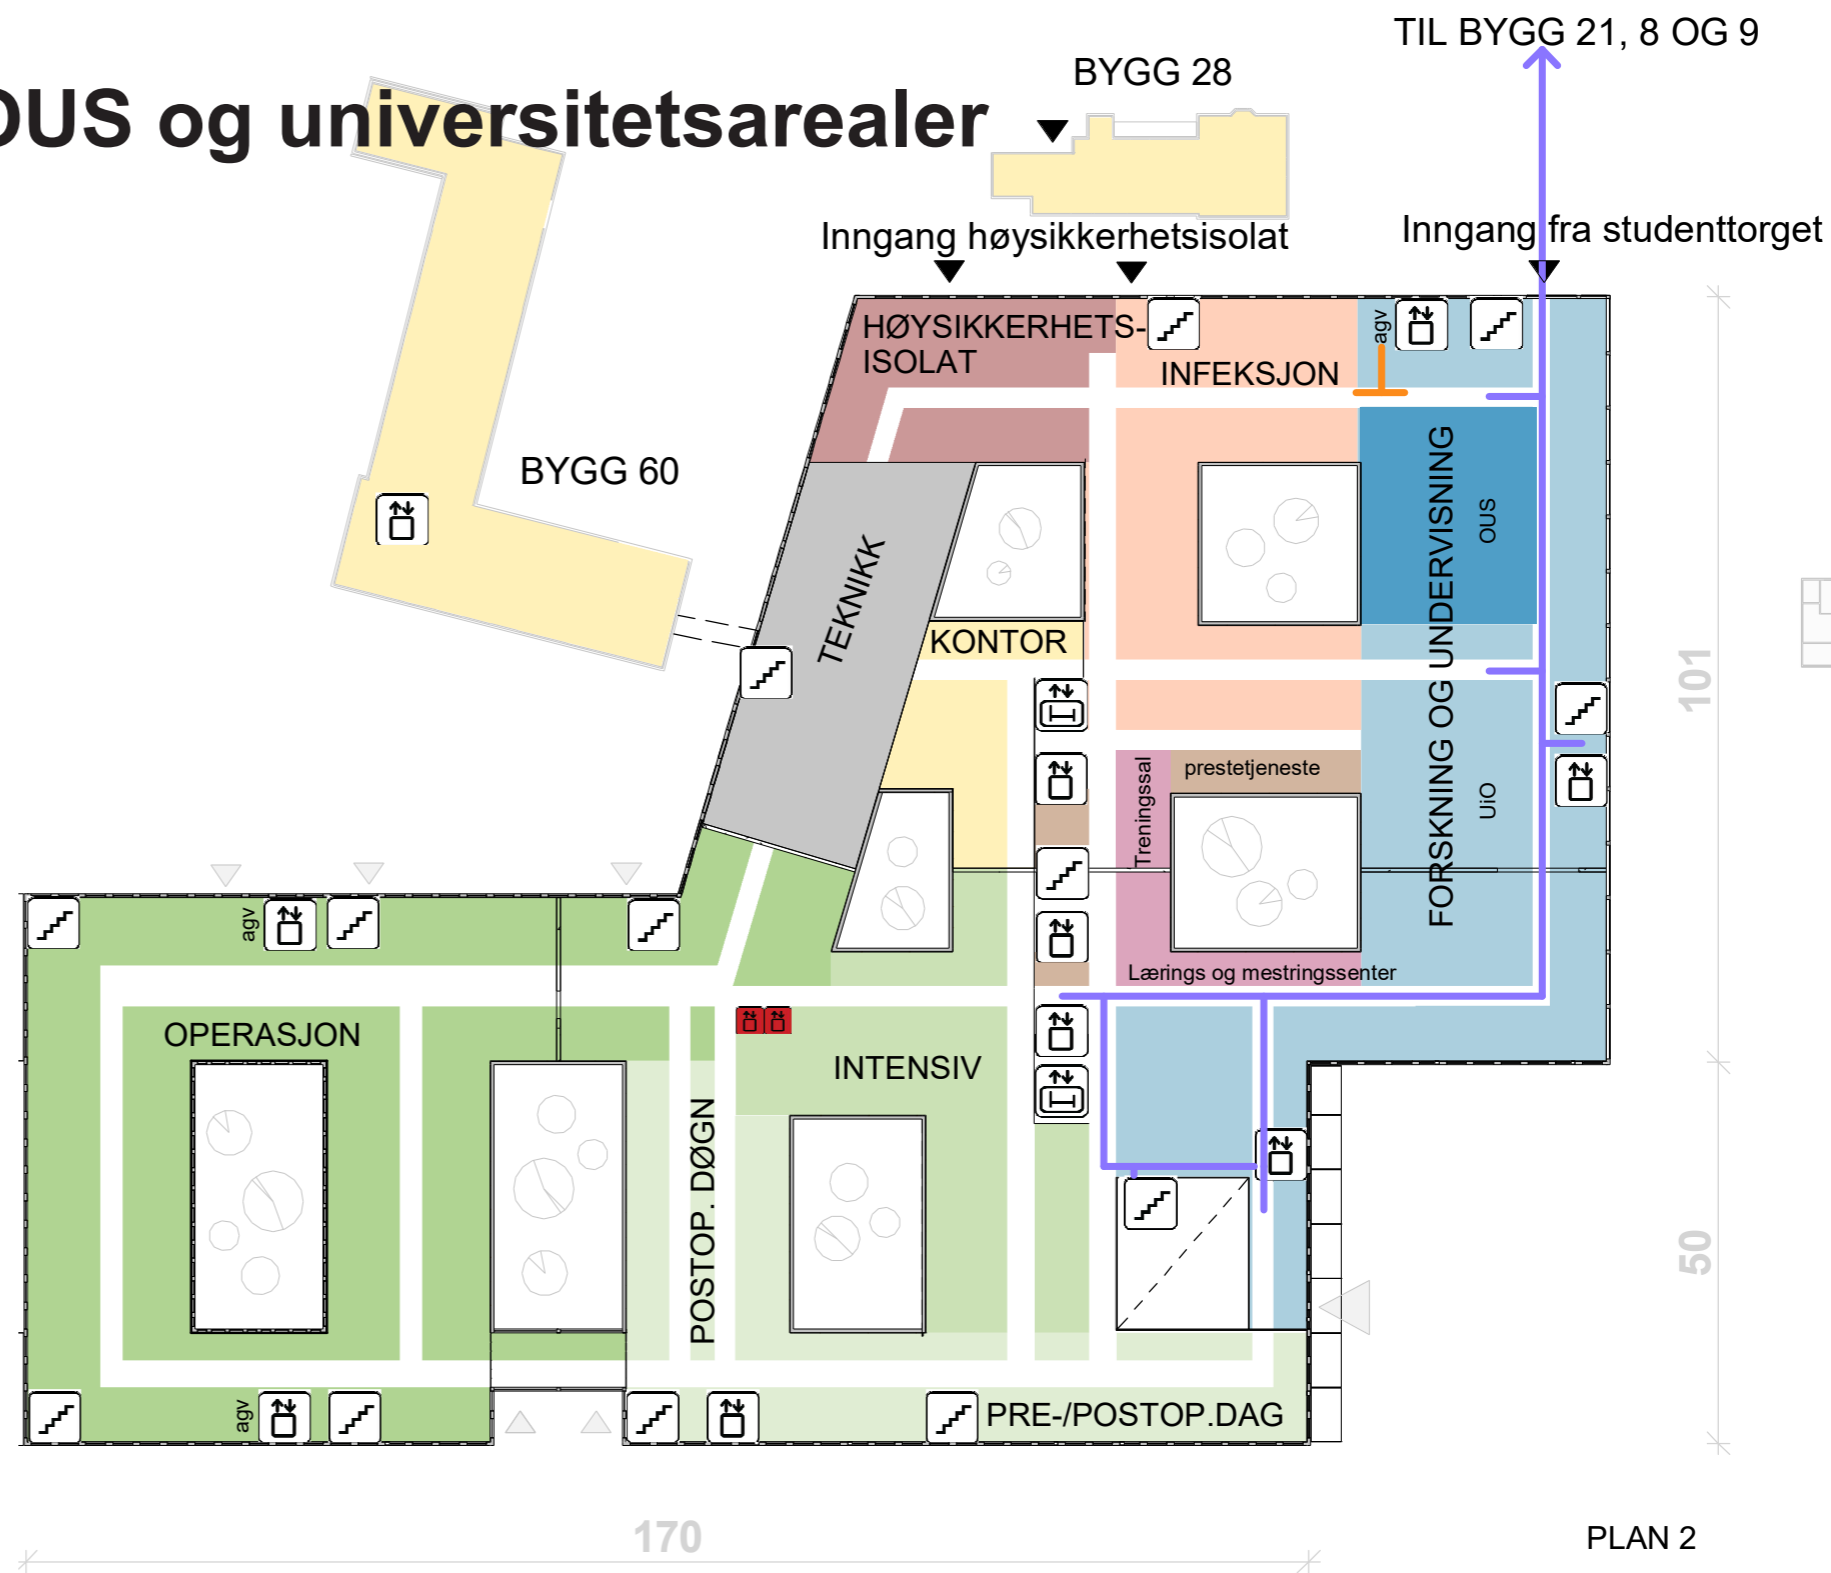 TIL BYGG 21, 8 OG 9
BYGG 28
OUS og universitetsarealer
Inngang høysikkerhetsisolat
Inngang fra studenttorget
HØYSIKKERHETS-
ISOLAT
INFEKSJON
agv
BYGG 60
FORSKNING OG UNDERVISNING
OUS
TEKNIKK
KONTOR
101
Treningssal
prestetjeneste
UiO
agv
Lærings og mestringssenter
OPERASJON
INTENSIV
POSTOP. DØGN
50
agv
PRE-/POSTOP.DAG
170
PLAN 2